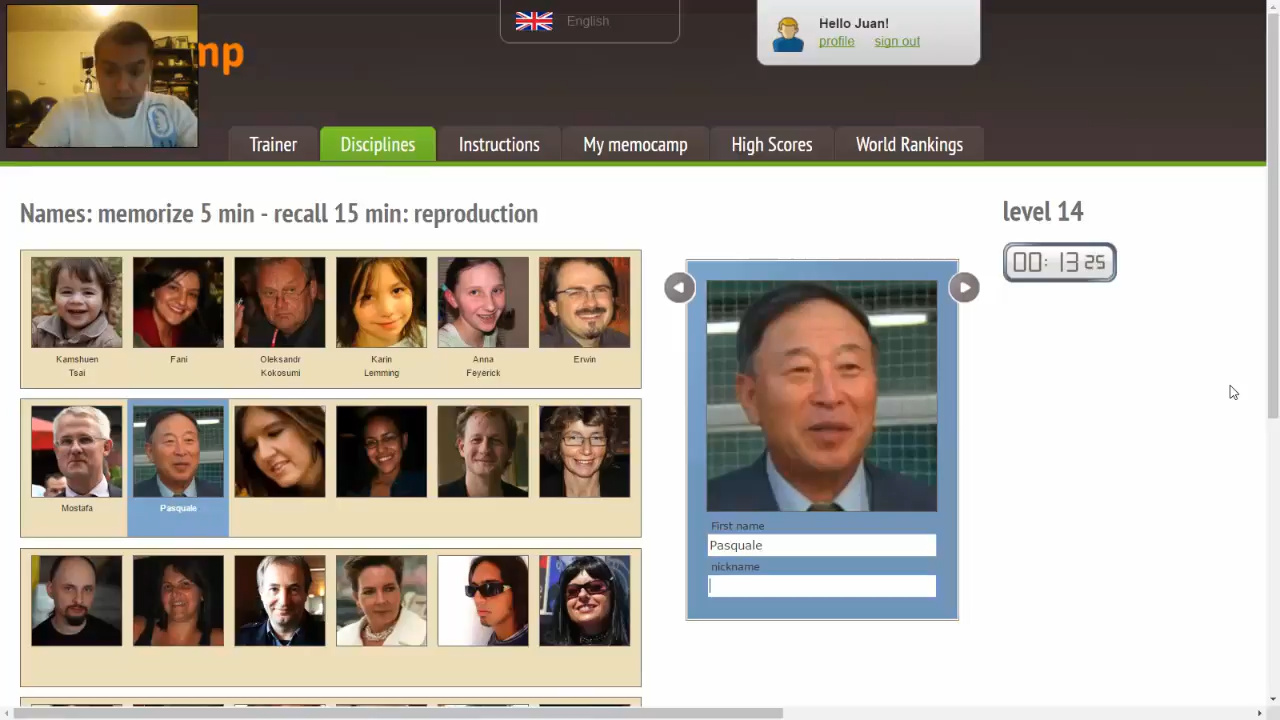 mp
English
Hello Juan!
profile sign out
Trainer Disciplines Instructions My memocamp High Scores World Rankings
Names: memorize 5 min - recall 15 min: reproduction
level 14
00: 13 25
Kamshuen Tsai
Fani
Oleksandr Kokosumi
Karin Lemming
Anna Feyerick
Erwin
Mostafa
Pasquale
First name
Pasquale
nickname